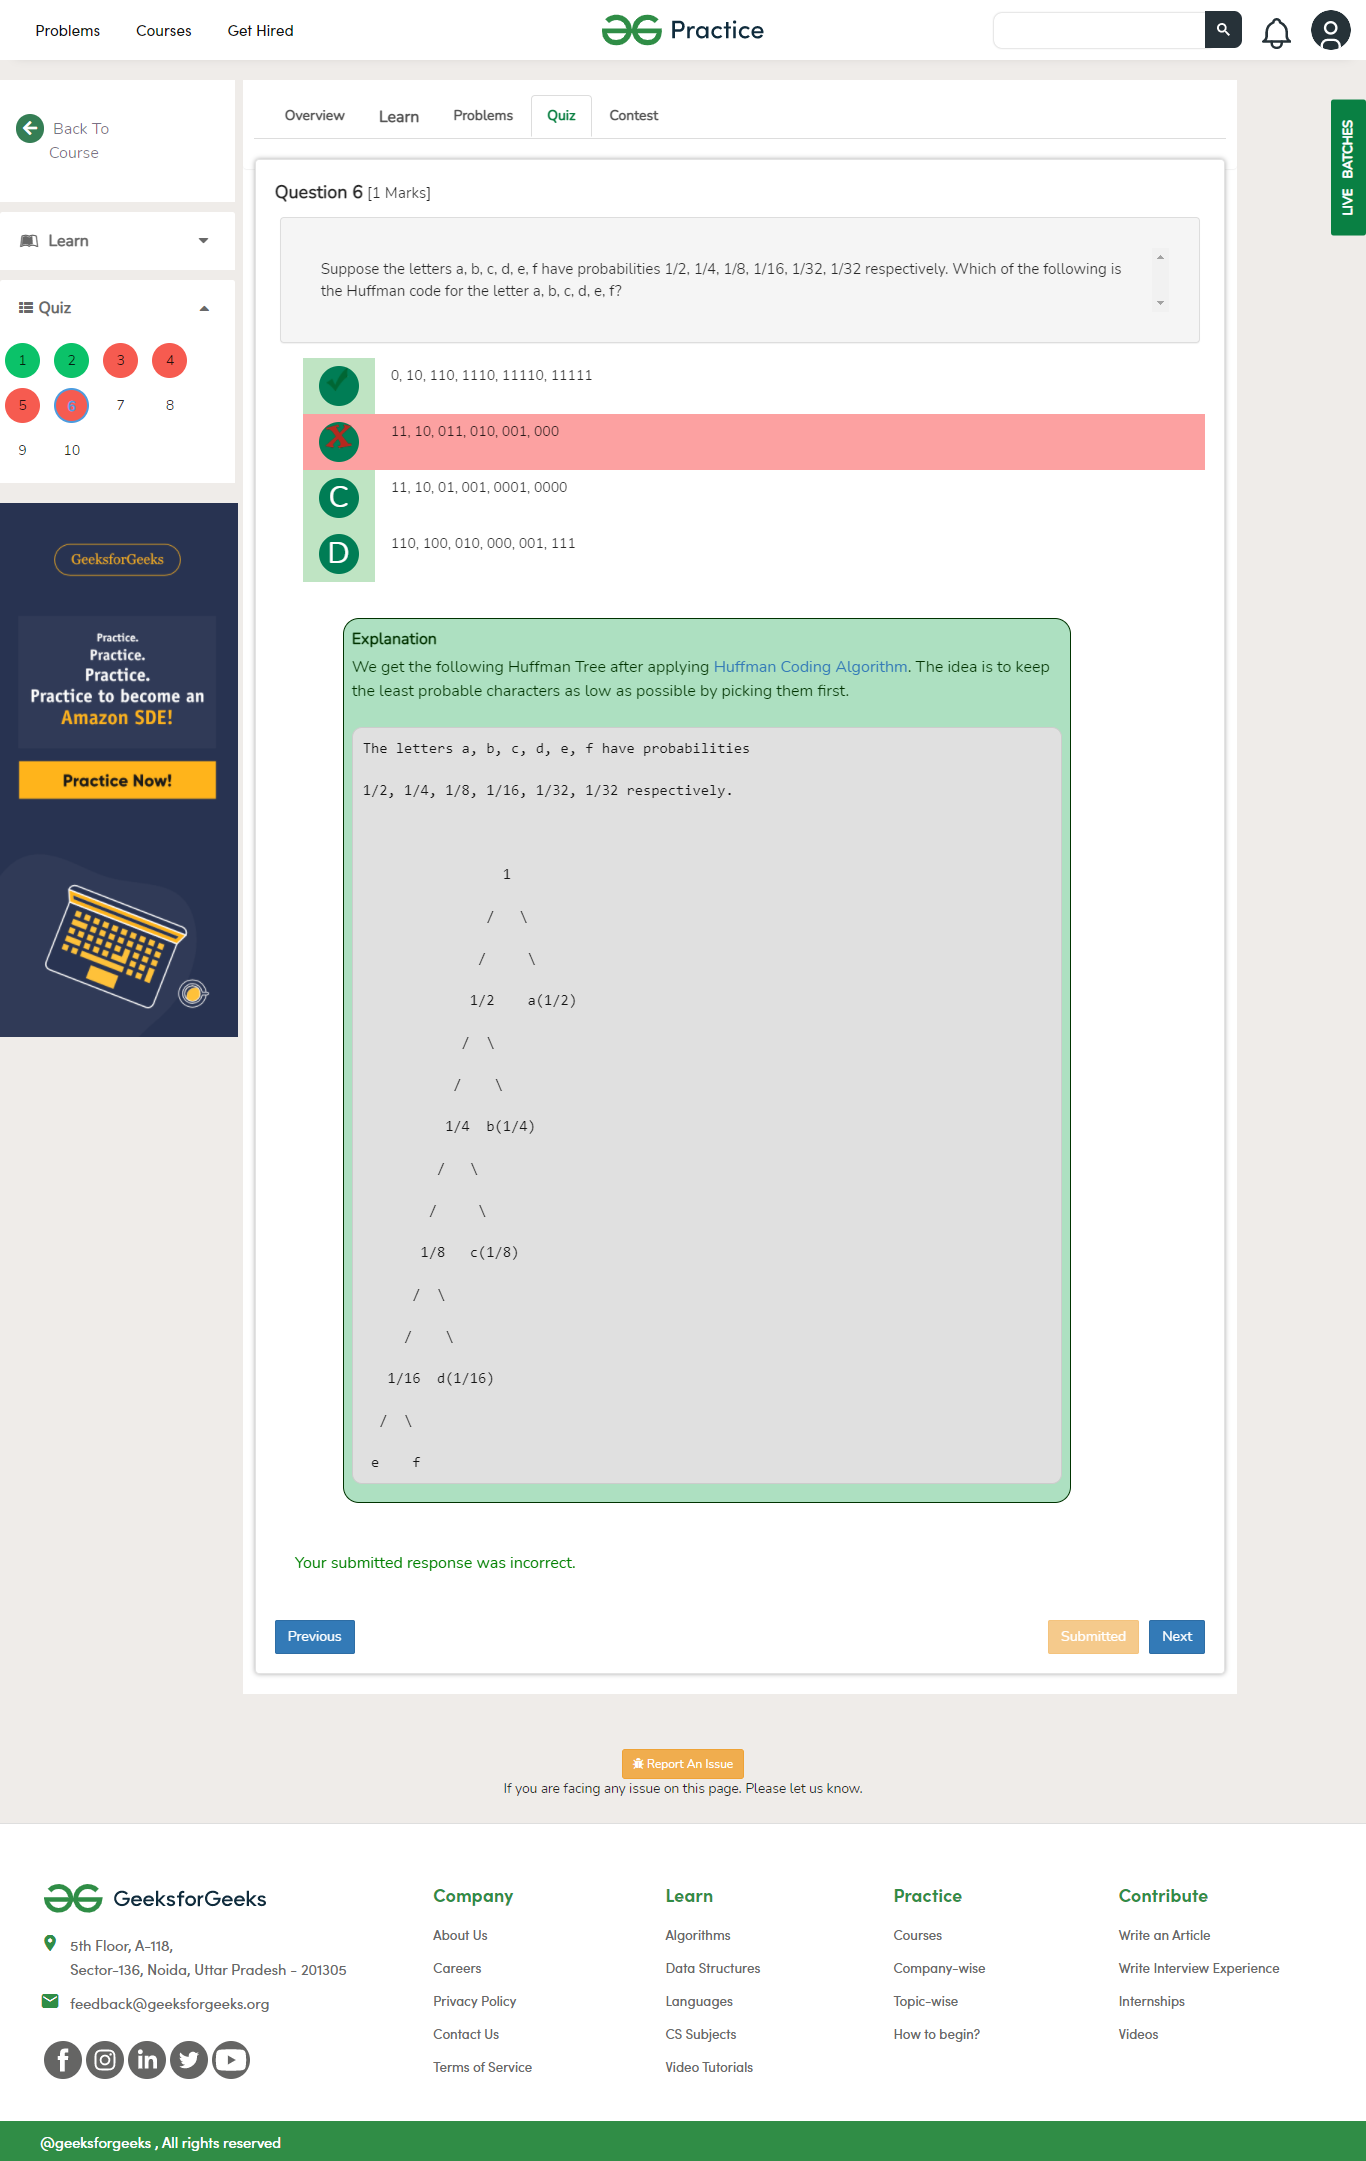 Problems Courses Get Hired
Practice
Back To
Course
Learn
Quiz
1 2 3 4
5 6 7 8
9 10
GeeksforGeeks
Practice.
Practice.
Practice.
Practice to become an
Amazon SDE!
Practice Now!
Overview Learn Problems Quiz Contest
LIVE BATCHES
Question 6 [1 Marks]
Suppose the letters a, b, c, d, e, f have probabilities 1/2, 1/4, 1/8, 1/16, 1/32, 1/32 respectively. Which of the following is
the Huffman code for the letter a, b, c, d, e, f?
0, 10, 110, 1110, 11110, 11111
X 11, 10, 011, 010, 001, 000
C 11, 10, 01, 001, 0001, 0000
D 110, 100, 010, 000, 001, 111
Explanation
We get the following Huffman Tree after applying Huffman Coding Algorithm. The idea is to keep
the least probable characters as low as possible by picking them first.
The letters a, b, c, d, e, f have probabilities
1/2, 1/4, 1/8, 1/16, 1/32, 1/32 respectively.
1
/ \
/ \
1/2 a(1/2)
/ \
/ \
1/4 b(1/4)
/ \
/ \
1/8 c(1/8)
/ \
/ \
1/16 d(1/16)
/ \
e f
Your submitted response was incorrect.
Previous Submitted Next
Report An Issue
If you are facing any issue on this page. Please let us know.
GeeksforGeeks
5th Floor, A-118,
Sector-136, Noida, Uttar Pradesh - 201305
feedback@geeksforgeeks.org
Company
About Us
Careers
Privacy Policy
Contact Us
Terms of Service
Learn
Algorithms
Data Structures
Languages
CS Subjects
Video Tutorials
Practice
Courses
Company-wise
Topic-wise
How to begin?
Contribute
Write an Article
Write Interview Experience
Internships
Videos
@geeksforgeeks , All rights reserved